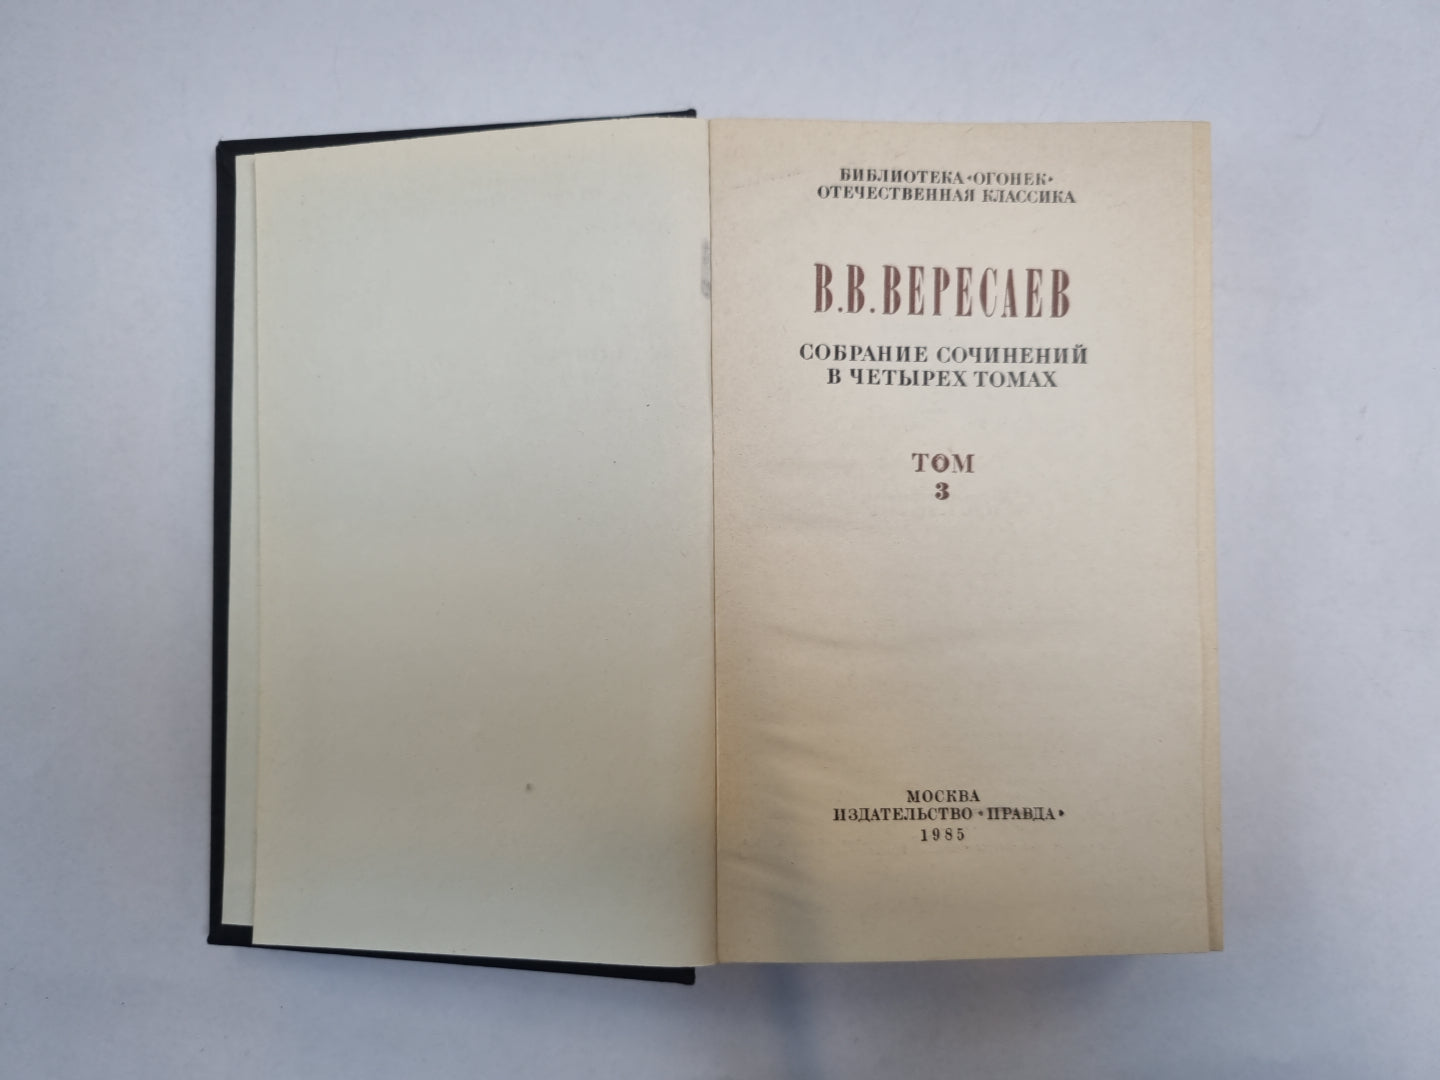 БИБЛИОТЕКА «ОГОНЕК»
ОТЕЧЕСТВЕННАЯ КЛАССИКА
В.В.ВЕРЕСАЕВ
СОБРАНИЕ СОЧИНЕНИЙ
В ЧЕТЫРЕХ ТОМАХ
ТОМ
3
МОСКВА
ИЗДАТЕЛЬСТВО «ПРАВДА»
1985